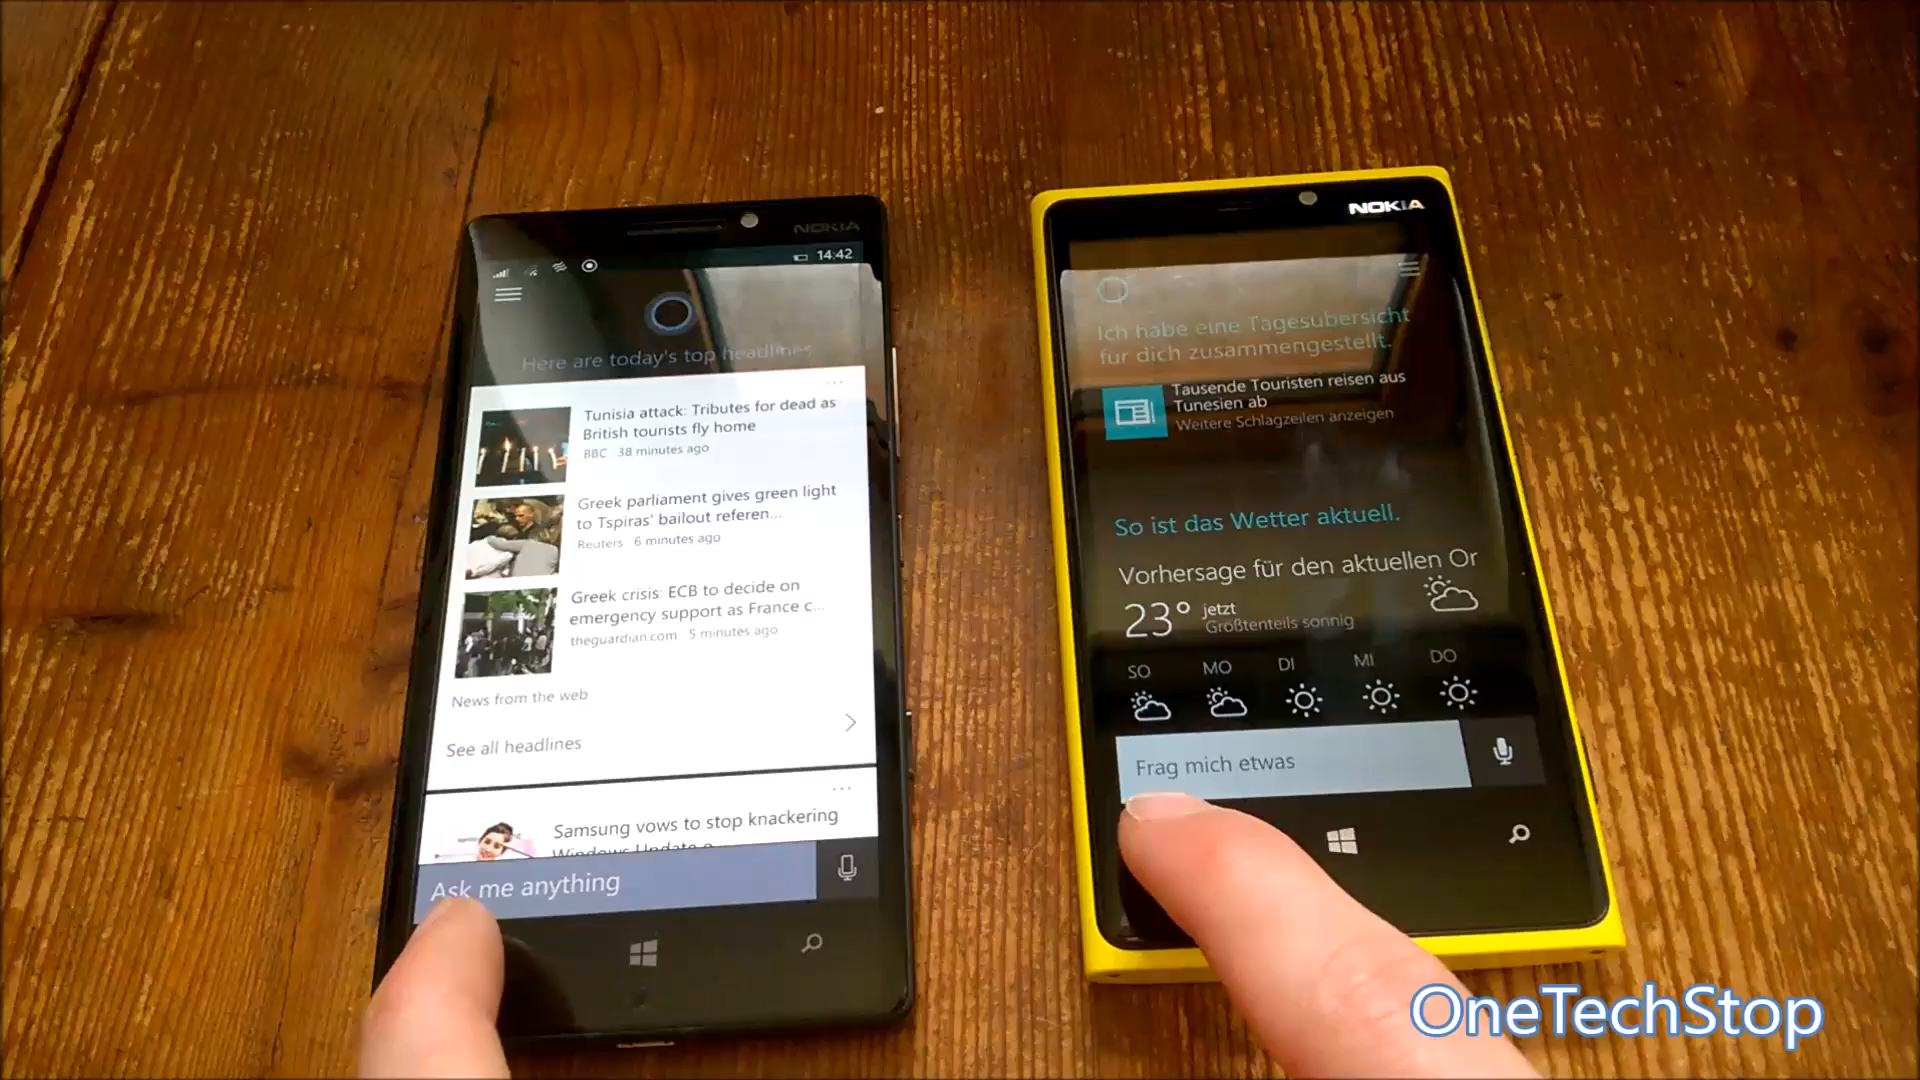 NOKIA
14:42
Here are today's top headlines
Tunisia attack: Tributes for dead as
British tourists fly home
BBC 38 minutes ago
Greek parliament gives green light
to Tspiras' bailout referen...
Reuters 6 minutes ago
Greek crisis: ECB to decide on
emergency support as France c...
theguardian.com 5 minutes ago
News from the web
See all headlines
Samsung vows to stop knackering
Windows Update
Ask me anything
NOKIA
Ich habe eine Tagesübersicht
für dich zusammengestellt.
Tausende Touristen reisen aus
Tunesien ab
Weitere Schlagzeilen anzeigen
So ist das Wetter aktuell.
Vorhersage für den aktuellen Or
23° jetzt
Größtenteils sonnig
SO MO DI MI DO
Frag mich etwas
OneTechStop